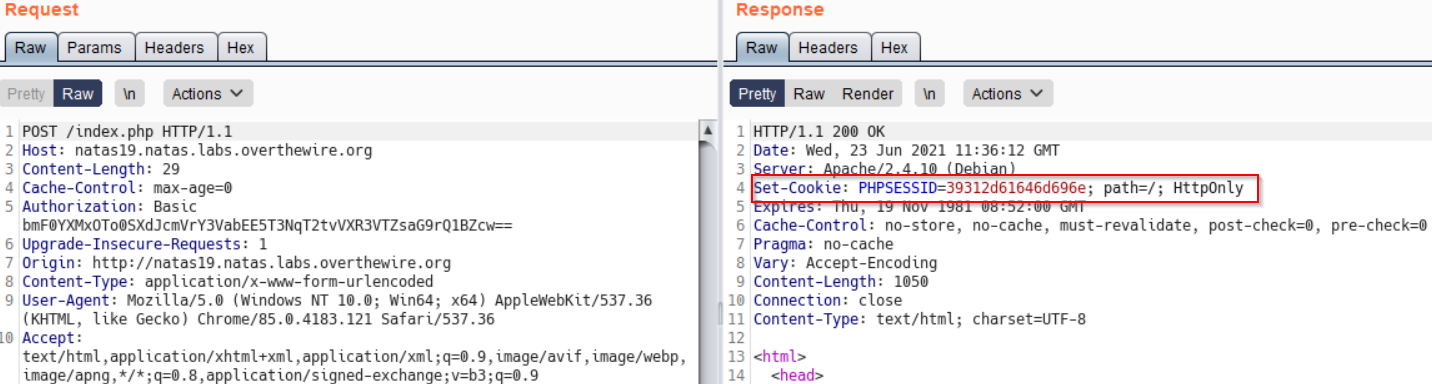 Request
Raw Params Headers Hex
Pretty Raw \n Actions
1 POST /index.php HTTP/1.1
2 Host: natas19.natas.labs.overthewire.org
3 Content-Length: 29
4 Cache-Control: max-age=0
5 Authorization: Basic
bmF0YXMxOTo0SXdJcmVrY3VabEE5T3NqT2tvVXR3VTZsaG9rQ1BZcw==
6 Upgrade-Insecure-Requests: 1
7 Origin: http://natas19.natas.labs.overthewire.org
8 Content-Type: application/x-www-form-urlencoded
9 User-Agent: Mozilla/5.0 (Windows NT 10.0; Win64; x64) AppleWebKit/537.36
(KHTML, like Gecko) Chrome/85.0.4183.121 Safari/537.36
10 Accept:
text/html,application/xhtml+xml,application/xml;q=0.9,image/avif,image/webp,
image/apng,*/*;q=0.8,application/signed-exchange;v=b3;q=0.9
Response
Raw Headers Hex
Pretty Raw Render \n Actions
1 HTTP/1.1 200 OK
2 Date: Wed, 23 Jun 2021 11:36:12 GMT
3 Server: Apache/2.4.10 (Debian)
4 Set-Cookie: PHPSESSID=39312d61646d696e; path=/; HttpOnly
5 Expires: Thu, 19 Nov 1981 08:52:00 GMT
6 Cache-Control: no-store, no-cache, must-revalidate, post-check=0, pre-check=0
7 Pragma: no-cache
8 Vary: Accept-Encoding
9 Content-Length: 1050
10 Connection: close
11 Content-Type: text/html; charset=UTF-8
12
13 <html>
14 <head>